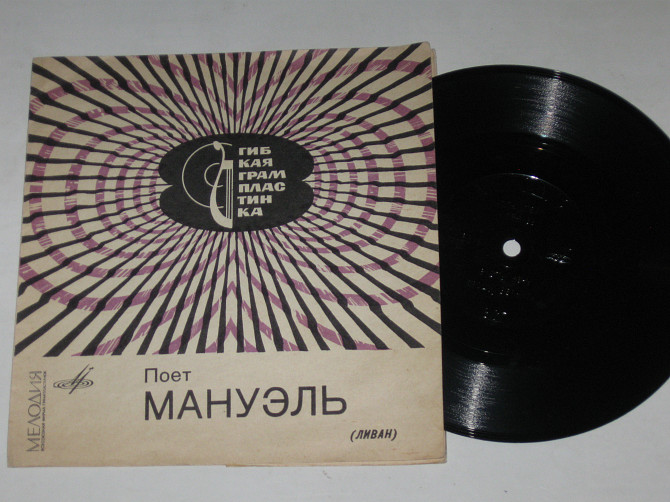 ГИБ
КАЯ
ГРАМ
ПЛАС
ТИН
КА
МЕЛОДИЯ
Поет
МАНУЭЛЬ
(ЛИВАН)